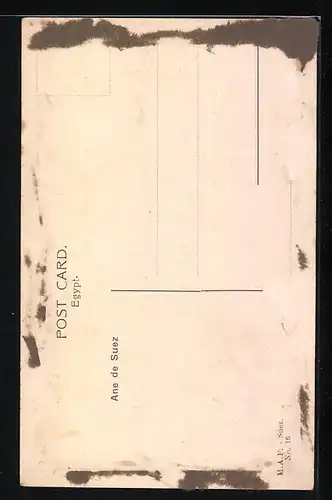 POST CARD.
Egypt.
Ane de Suez
M.A.F. - Suez.
No. 16